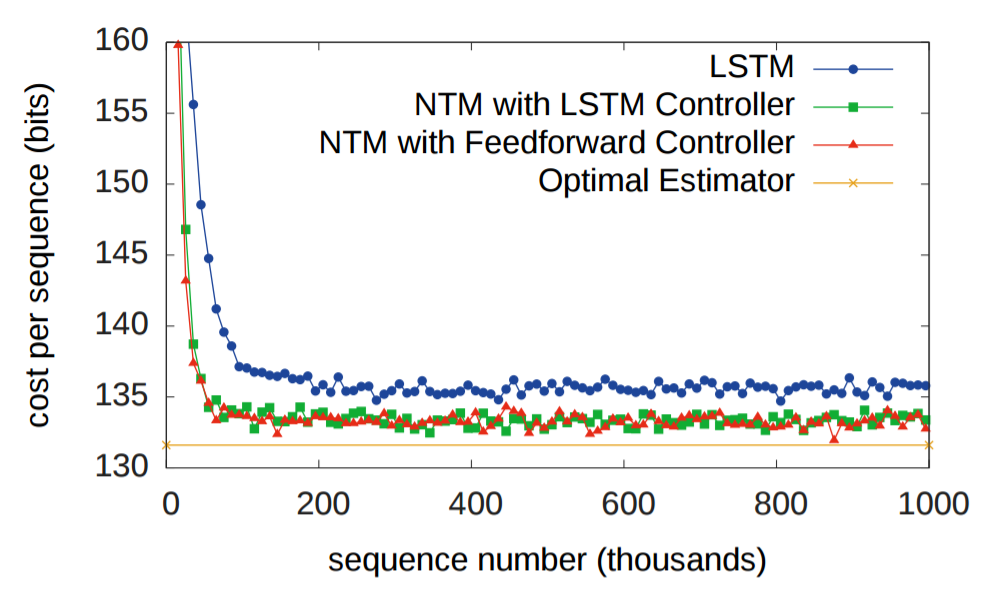 160
155
150
145
140
135
130
cost per sequence (bits)
LSTM
NTM with LSTM Controller
NTM with Feedforward Controller
Optimal Estimator
0 200 400 600 800 1000
sequence number (thousands)